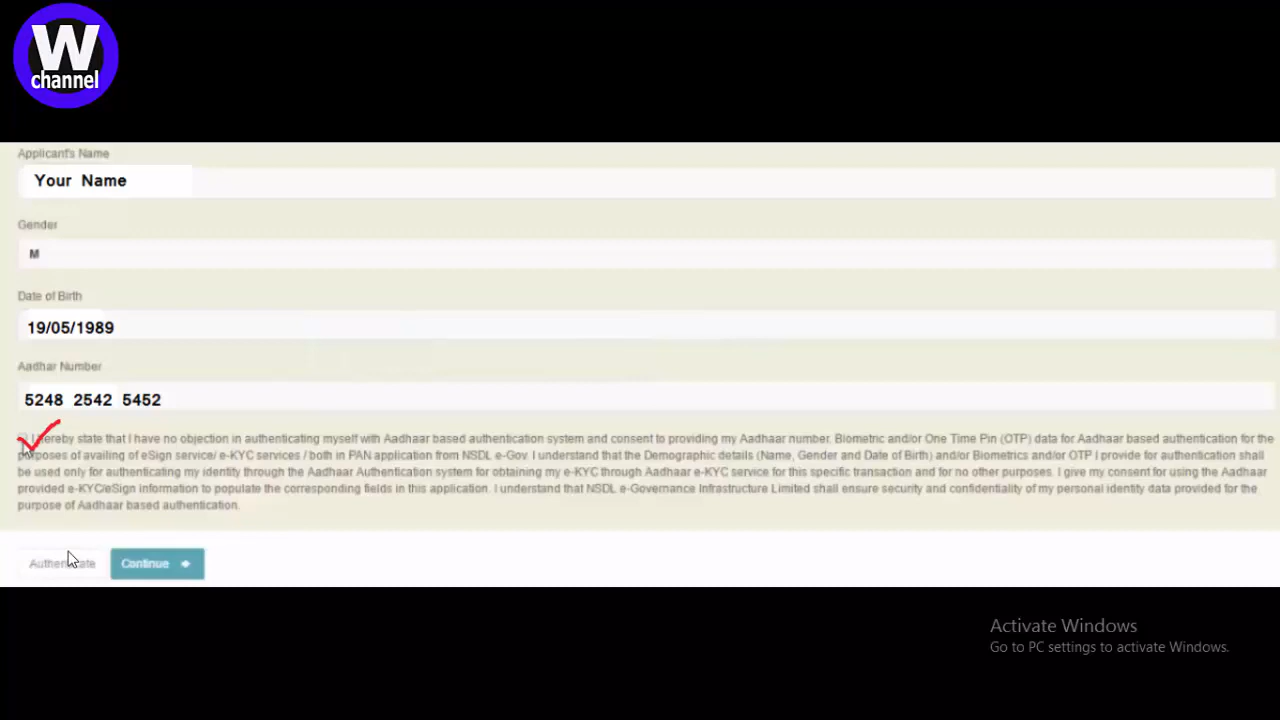 W
channel
Applicant's Name
Your Name
Gender
M
Date of Birth
19/05/1989
Aadhar Number
5248 2542 5452
I hereby state that I have no objection in authenticating myself with Aadhaar based authentication system and consent to providing my Aadhaar number. Biometric and/or One Time Pin (OTP) data for Aadhaar based authentication for the
purposes of availing of eSign service/ e-KYC services / both in PAN application from NSDL e-Gov. I understand that the Demographic details (Name, Gender and Date of Birth) and/or Biometrics and/or OTP I provide for authentication shall
be used only for authenticating my identity through the Aadhaar Authentication system for obtaining my e-KYC through Aadhaar e-KYC service for this specific transaction and for no other purposes. I give my consent for using the Aadhaar
provided e-KYC/eSign information to populate the corresponding fields in this application. I understand that NSDL e-Governance Infrastructure Limited shall ensure security and confidentiality of my personal identity data provided for the
purpose of Aadhaar based authentication.
Authenticate
Continue
Activate Windows
Go to PC settings to activate Windows.